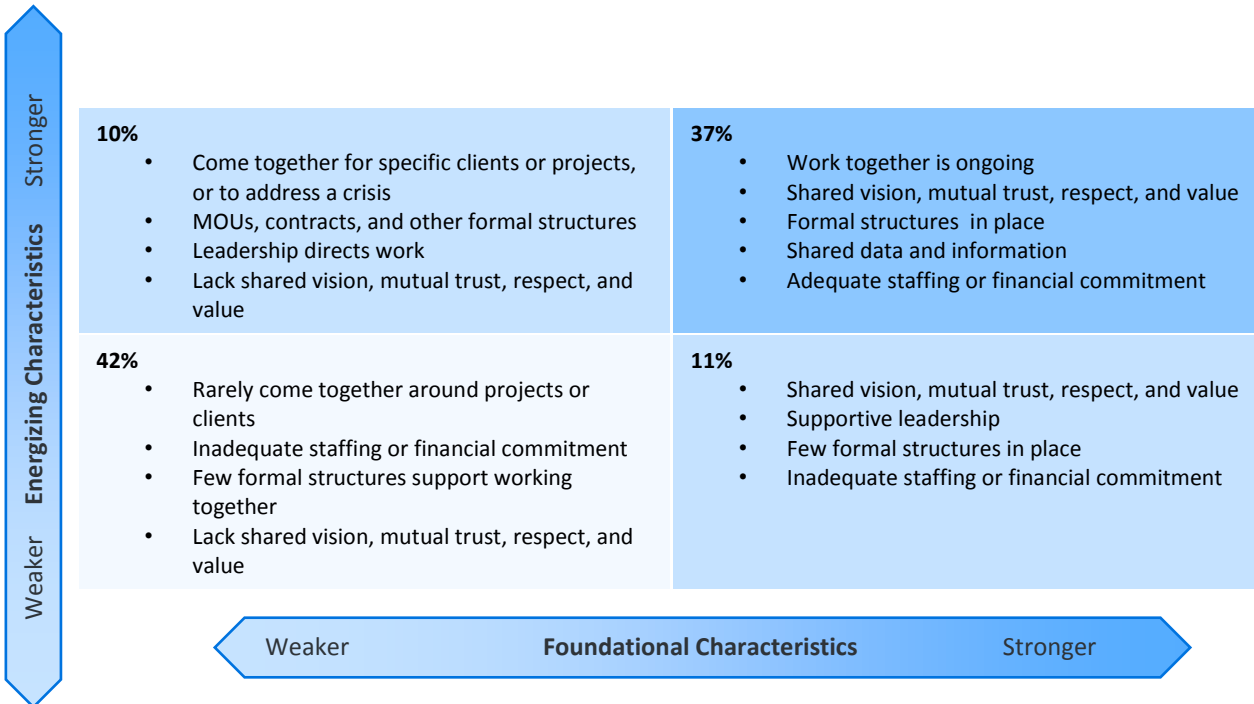 Stronger
Energizing Characteristics
Weaker
10%
• Come together for specific clients or projects,
or to address a crisis
• MOUs, contracts, and other formal structures
• Leadership directs work
• Lack shared vision, mutual trust, respect, and
value
37%
• Work together is ongoing
• Shared vision, mutual trust, respect, and value
• Formal structures in place
• Shared data and information
• Adequate staffing or financial commitment
42%
• Rarely come together around projects or
clients
• Inadequate staffing or financial commitment
• Few formal structures support working
together
• Lack shared vision, mutual trust, respect, and
value
11%
• Shared vision, mutual trust, respect, and value
• Supportive leadership
• Few formal structures in place
• Inadequate staffing or financial commitment
Weaker Foundational Characteristics Stronger